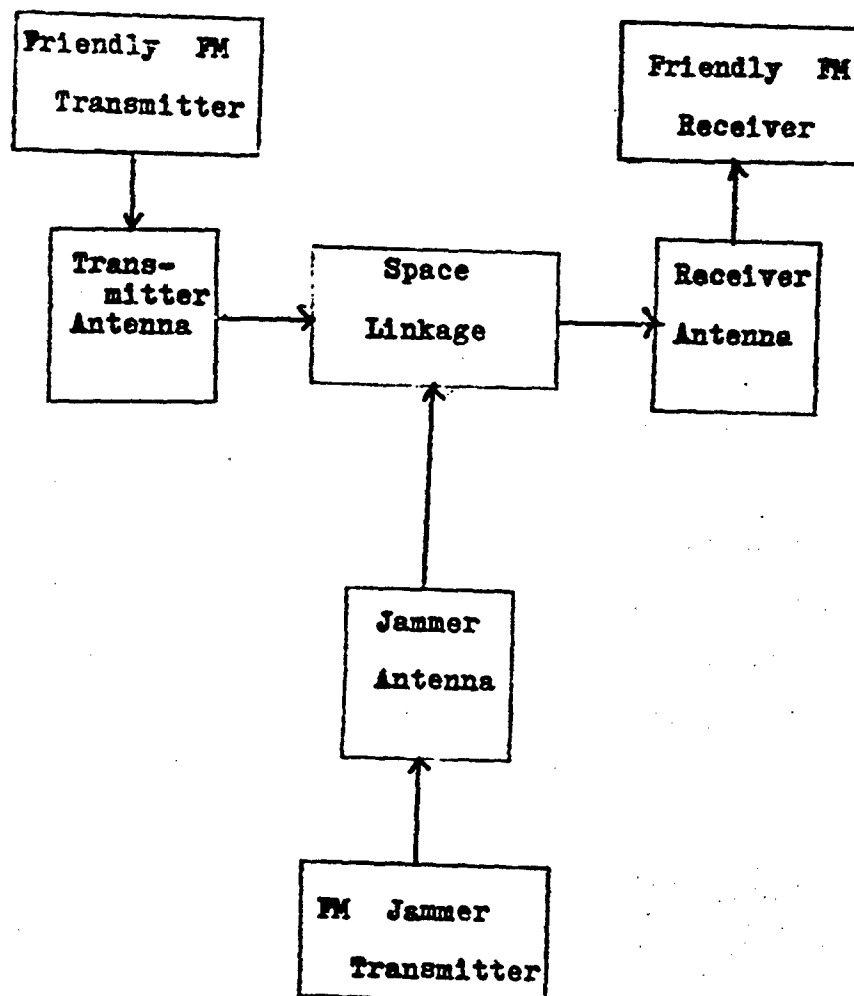 Friendly FM
Transmitter
Friendly FM
Receiver
Trans-
mitter
Antenna
Space
Linkage
Receiver
Antenna
Jammer
Antenna
FM Jammer
Transmitter